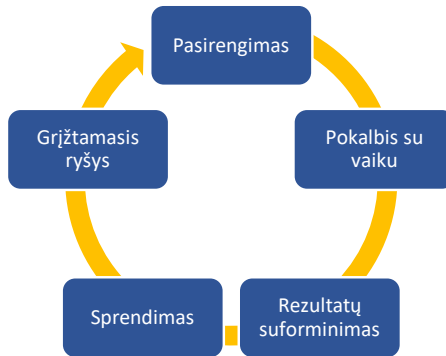 Pasirengimas
Pokalbis su
vaiku
Rezultatų
suforminimas
Sprendimas
Grįžtamasis
ryšys